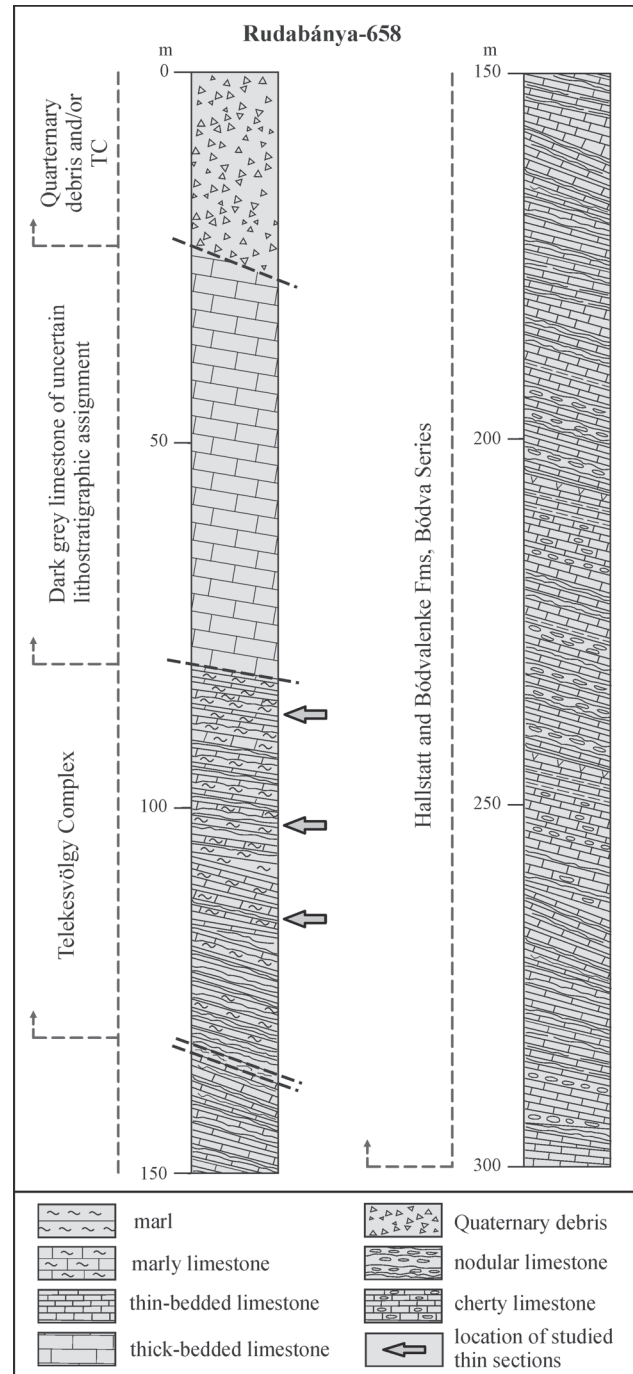 Rudabánya-658
m
0
50
100
150
Quarternary
debris and/or
TC
Dark grey limestone of uncertain
lithostratigraphic assignment
Telekesvölgy Complex
m
150
200
250
300
Hallstatt and Bódvalenke Fms, Bódva Series
marl
marly limestone
thin-bedded limestone
thick-bedded limestone
Quaternary debris
nodular limestone
cherty limestone
location of studied
thin sections